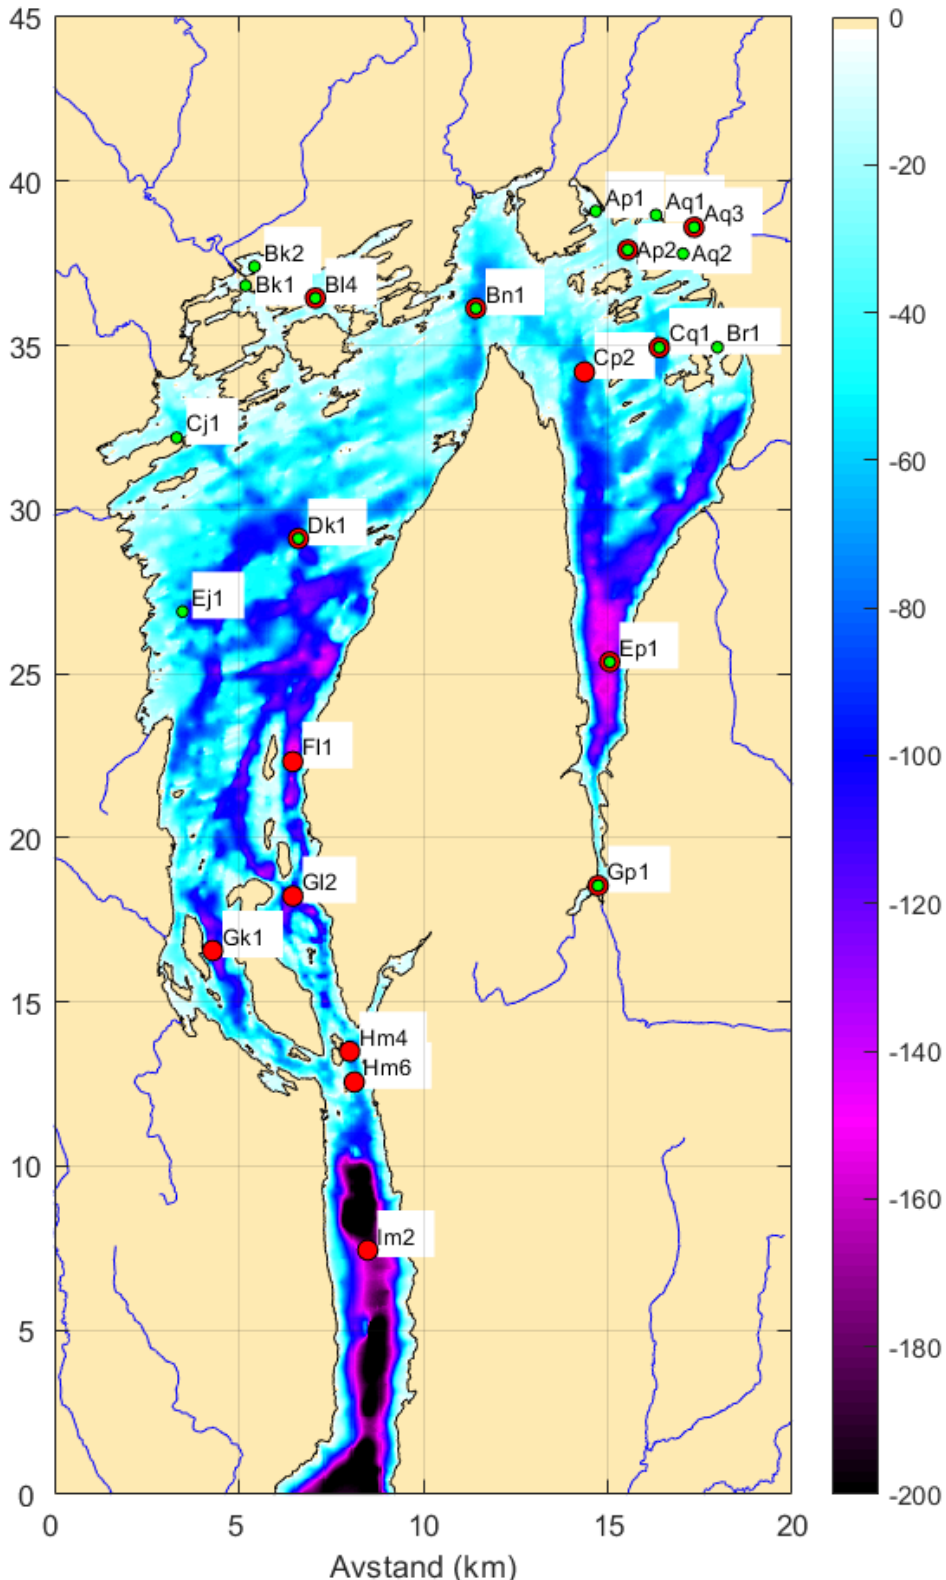 45
40
35
30
25
20
15
10
5
0
0
5
10
15
20
Avstand (km)
Ap1
Aq1
Aq3
Ap2
Aq2
Bk2
Bk1
Bl4
Bn1
Cq1
Br1
Cp2
Cj1
Dk1
Ej1
Ep1
Fl1
Gp1
Gl2
Gk1
Hm4
Hm6
Im2
0
-20
-40
-60
-80
-100
-120
-140
-160
-180
-200